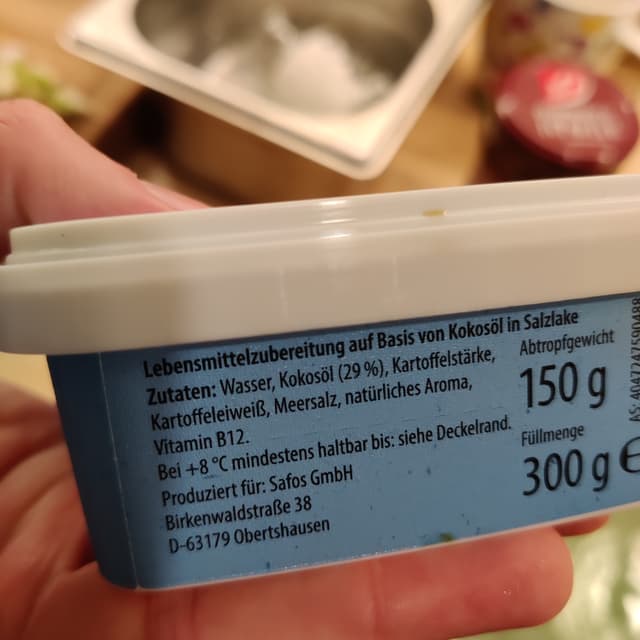 Lebensmittelzubereitung auf Basis von Kokosöl in Salzlake
Zutaten: Wasser, Kokosöl (29 %), Kartoffelstärke,
Kartoffeleiweiß, Meersalz, natürliches Aroma,
Vitamin B12.
Bei +8 °C mindestens haltbar bis: siehe Deckelrand.
Produziert für: Safos GmbH
Birkenwaldstraße 38
D-63179 Obertshausen
Abtropfgewicht
150 g
Füllmenge
300 g ℮